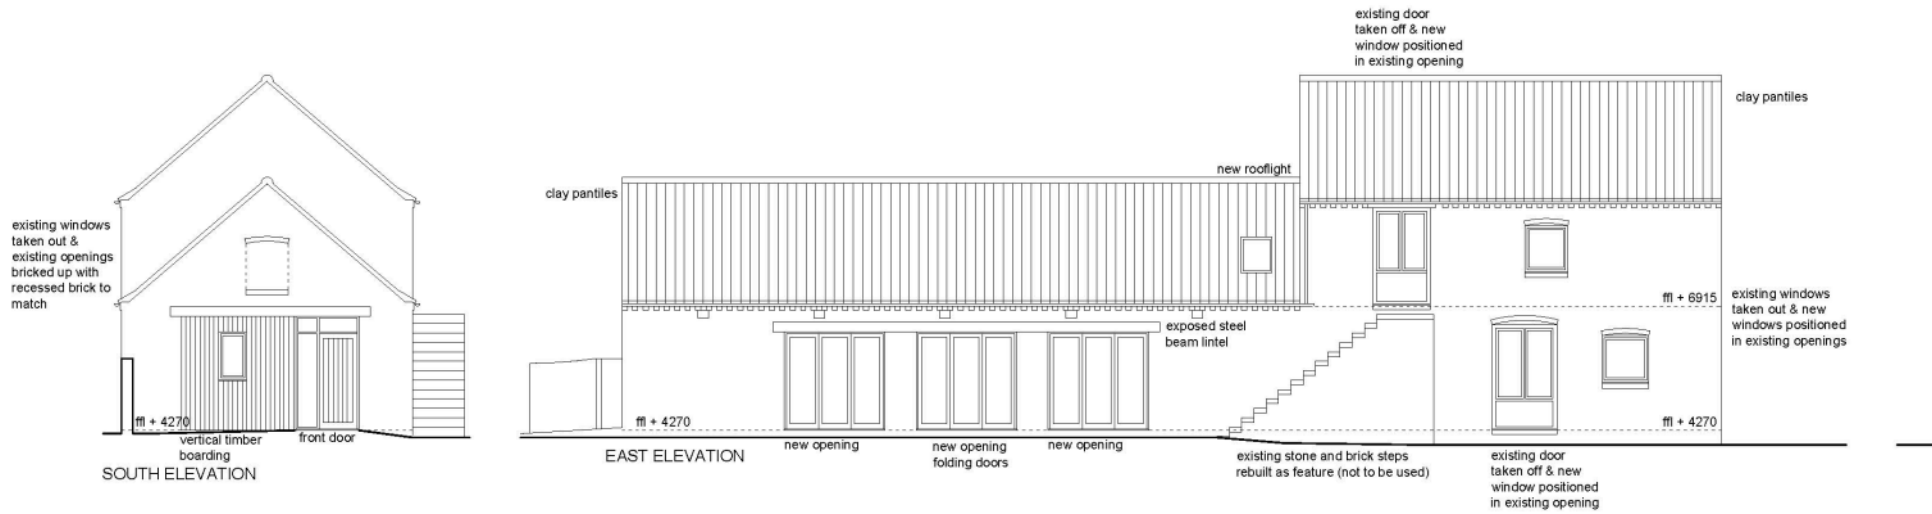 existing windows
taken out &
existing openings
bricked up with
recessed brick to
match
ffl + 4270
vertical timber
boarding
front door
SOUTH ELEVATION
clay pantiles
new rooflight
existing door
taken off & new
window positioned
in existing opening
clay pantiles
ffl + 6915
existing windows
taken out & new
windows positioned
in existing openings
exposed steel
beam lintel
ffl + 4270
ffl + 4270
EAST ELEVATION
new opening
new opening
folding doors
new opening
existing stone and brick steps
rebuilt as feature (not to be used)
existing door
taken off & new
window positioned
in existing opening